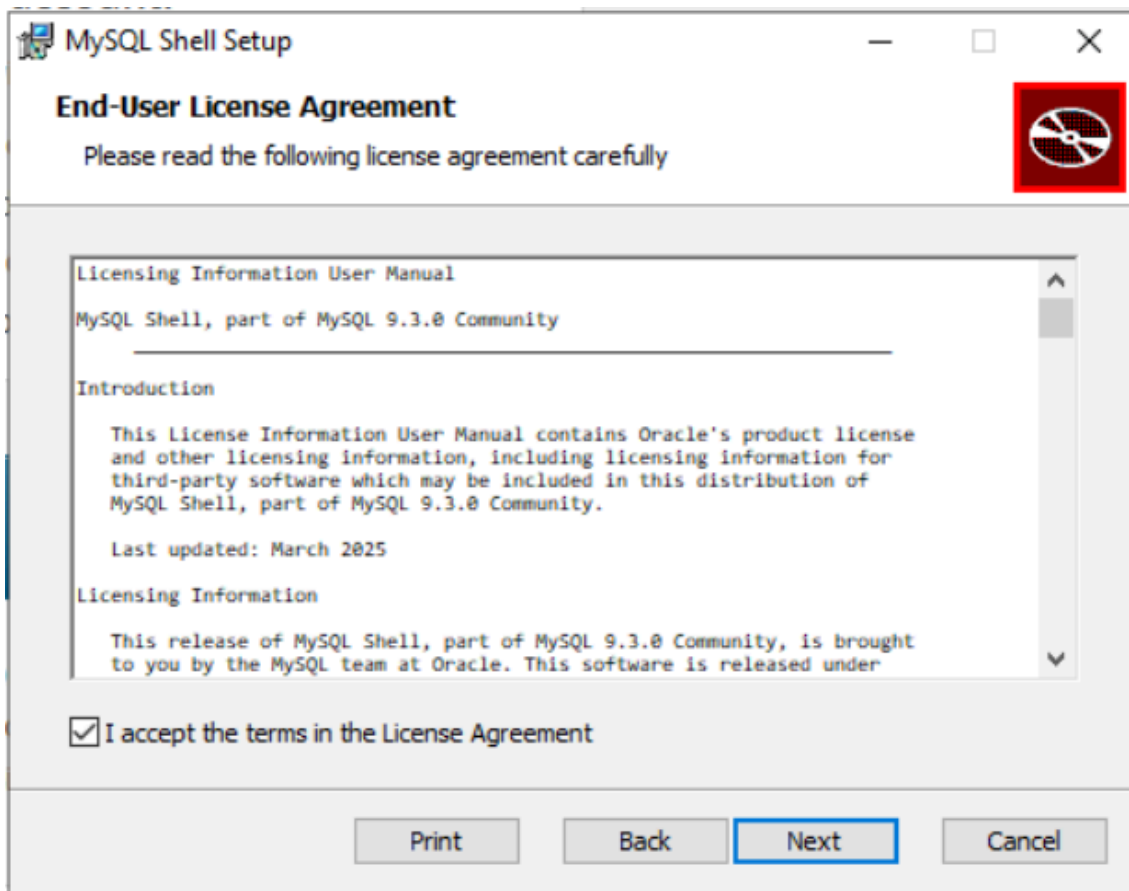 MySQL Shell Setup
End-User License Agreement
Please read the following license agreement carefully
Licensing Information User Manual
MySQL Shell, part of MySQL 9.3.0 Community
Introduction
This License Information User Manual contains Oracle's product license
and other licensing information, including licensing information for
third-party software which may be included in this distribution of
MySQL Shell, part of MySQL 9.3.0 Community.
Last updated: March 2025
Licensing Information
This release of MySQL Shell, part of MySQL 9.3.0 Community, is brought
to you by the MySQL team at Oracle. This software is released under
I accept the terms in the License Agreement
Print Back Next Cancel